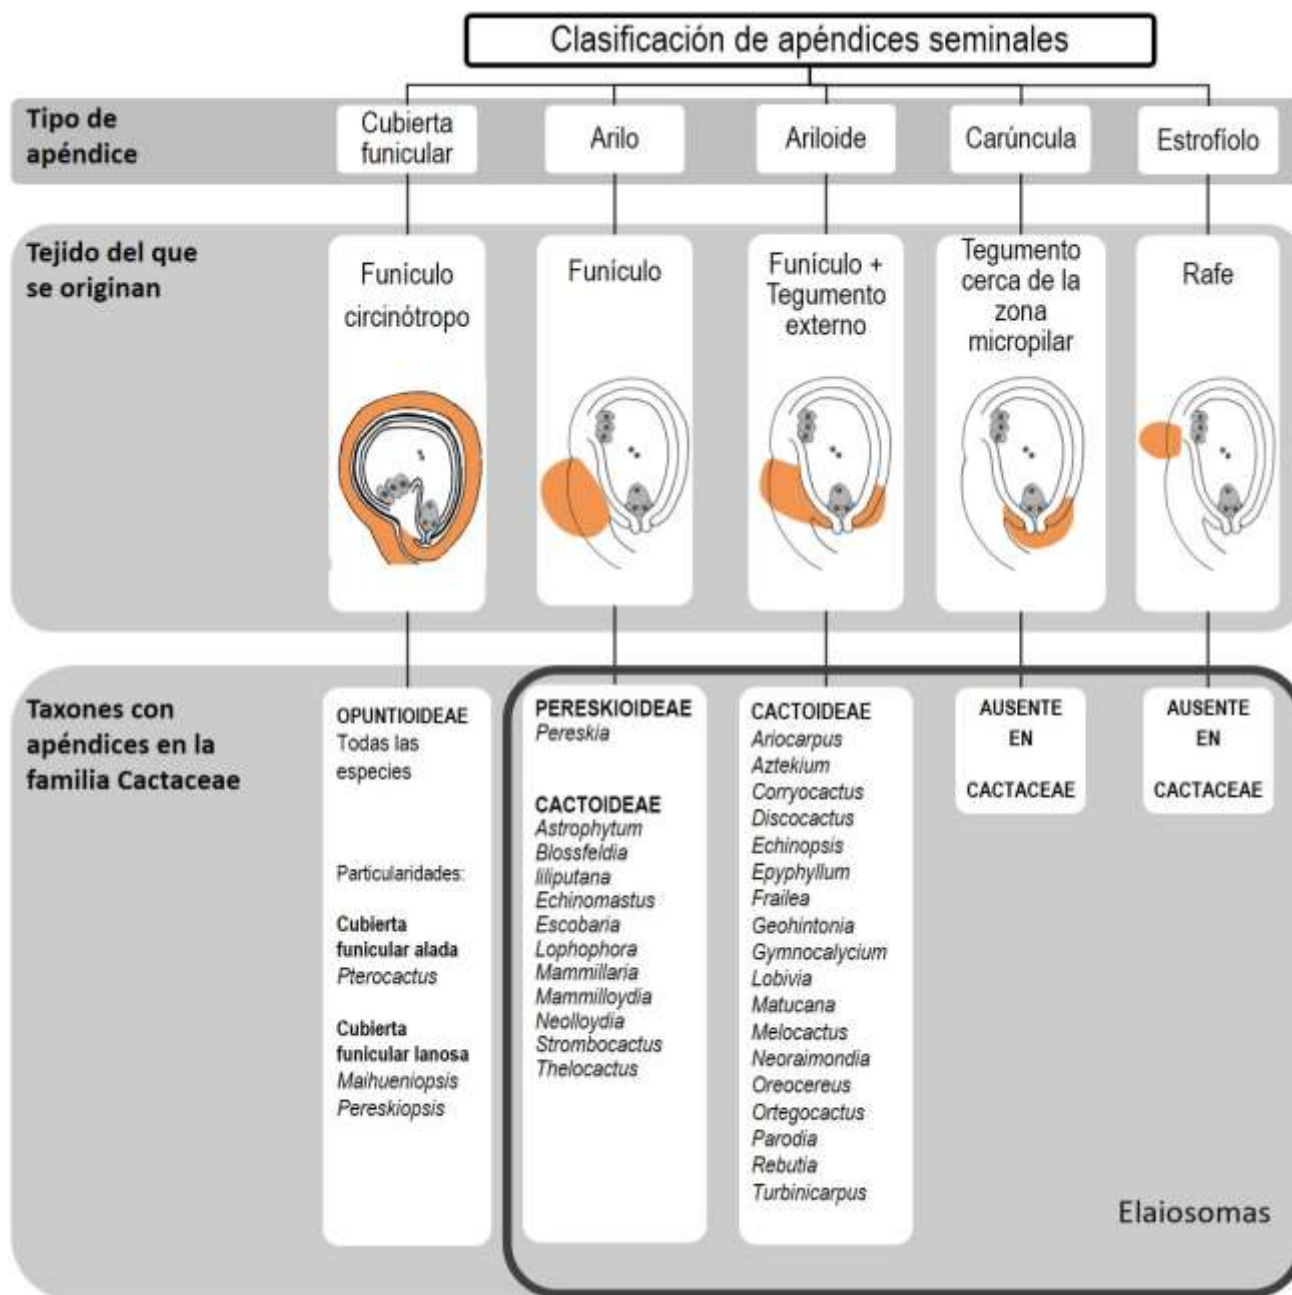 Clasificación de apéndices seminales
Tipo de
apéndice
Cubierta
funicular
Arilo
Ariloide
Carúncula
Estrofíolo
Tejido del que
se originan
Funículo
circinótropo
Funículo
Funículo +
Tegumento
externo
Tegumento
cerca de la
zona
micropilar
Rafe
Taxones con
apéndices en la
familia Cactaceae
OPUNTIOIDEAE
Todas las
especies
Particularidades:
Cubierta
funicular alada
Pterocactus
Cubierta
funicular lanosa
Maihueniopsis
Pereskiopsis
PERESKIOIDEAE
Pereskia
CACTOIDEAE
Astrophytum
Blossfeldia
liliputana
Echinomastus
Escobaria
Lophophora
Mammillaria
Mammilloydia
Neolloydia
Strombocactus
Thelocactus
CACTOIDEAE
Ariocarpus
Aztekium
Corryocactus
Discocactus
Echinopsis
Epyphyllum
Frailea
Geohintonia
Gymnocalycium
Lobivia
Matucana
Melocactus
Neoraimondia
Oreocereus
Ortegocactus
Parodia
Rebutia
Turbinicarpus
AUSENTE
EN
CACTACEAE
AUSENTE
EN
CACTACEAE
Elaiosomas